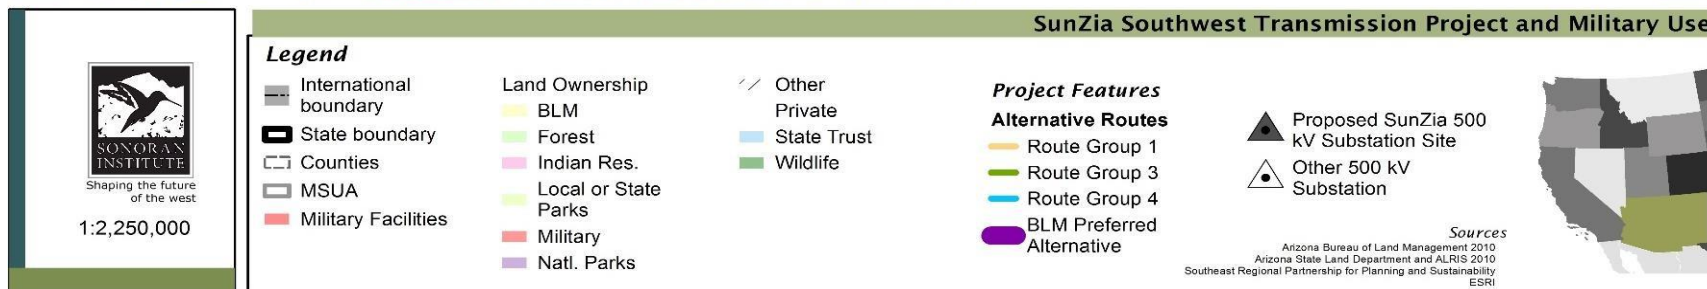 SunZia Southwest Transmission Project and Military Use
SONORAN
INSTITUTE
Shaping the future
of the west
1:2,250,000
Legend
International
boundary
State boundary
Counties
MSUA
Military Facilities
Land Ownership
BLM
Forest
Indian Res.
Local or State
Parks
Military
Natl. Parks
Other
Private
State Trust
Wildlife
Project Features
Alternative Routes
Route Group 1
Route Group 3
Route Group 4
BLM Preferred
Alternative
Proposed SunZia 500
kV Substation Site
Other 500 kV
Substation
Sources
Arizona Bureau of Land Management 2010
Arizona State Land Department and ALRIS 2010
Southeast Regional Partnership for Planning and Sustainability
ESRI